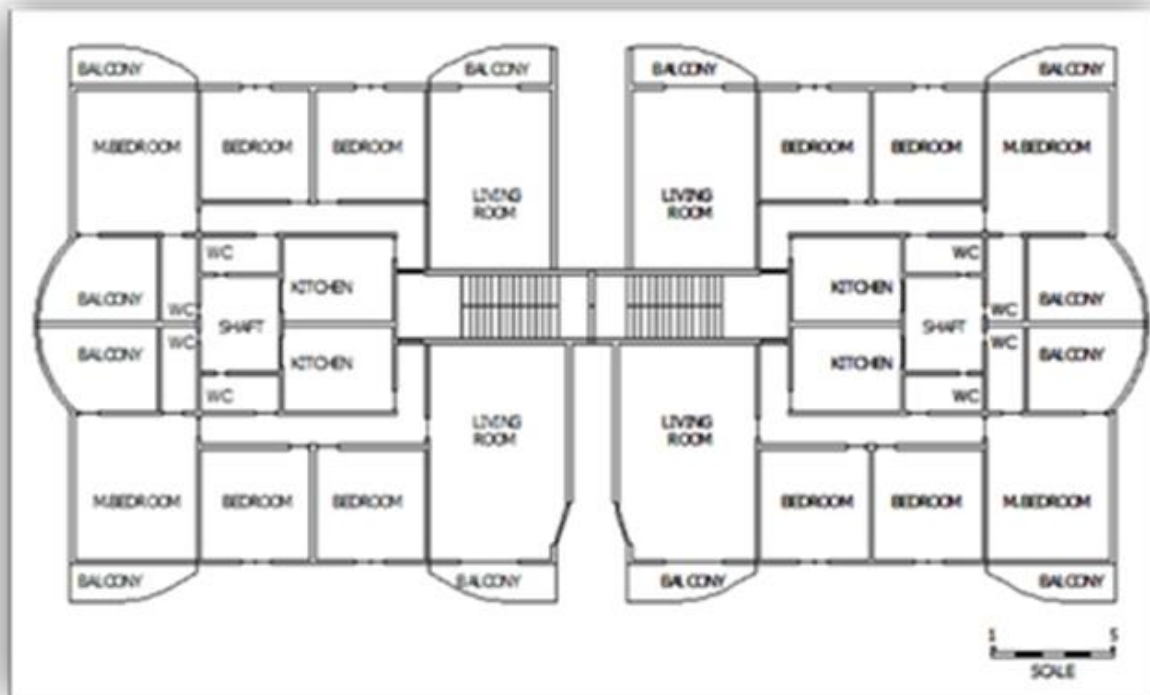 BALCONY BALCONY BALCONY BALCONY
M.BEDROOM BEDROOM BEDROOM BEDROOM BEDROOM M.BEDROOM
LIVING ROOM LIVING ROOM
WC WC
KITCHEN KITCHEN
BALCONY BALCONY
WC WC
SHAFT SHAFT
WC WC
BALCONY BALCONY
KITCHEN KITCHEN
WC WC
LIVING ROOM LIVING ROOM
M.BEDROOM BEDROOM BEDROOM BEDROOM BEDROOM M.BEDROOM
BALCONY BALCONY BALCONY BALCONY
1 5
SCALE